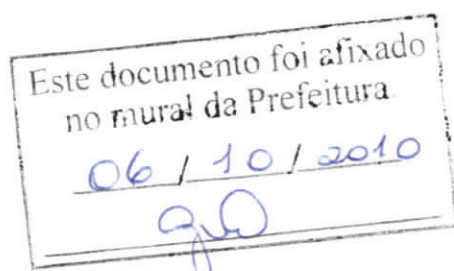 Este documento foi afixado
no mural da Prefeitura.
06 / 10 / 2010